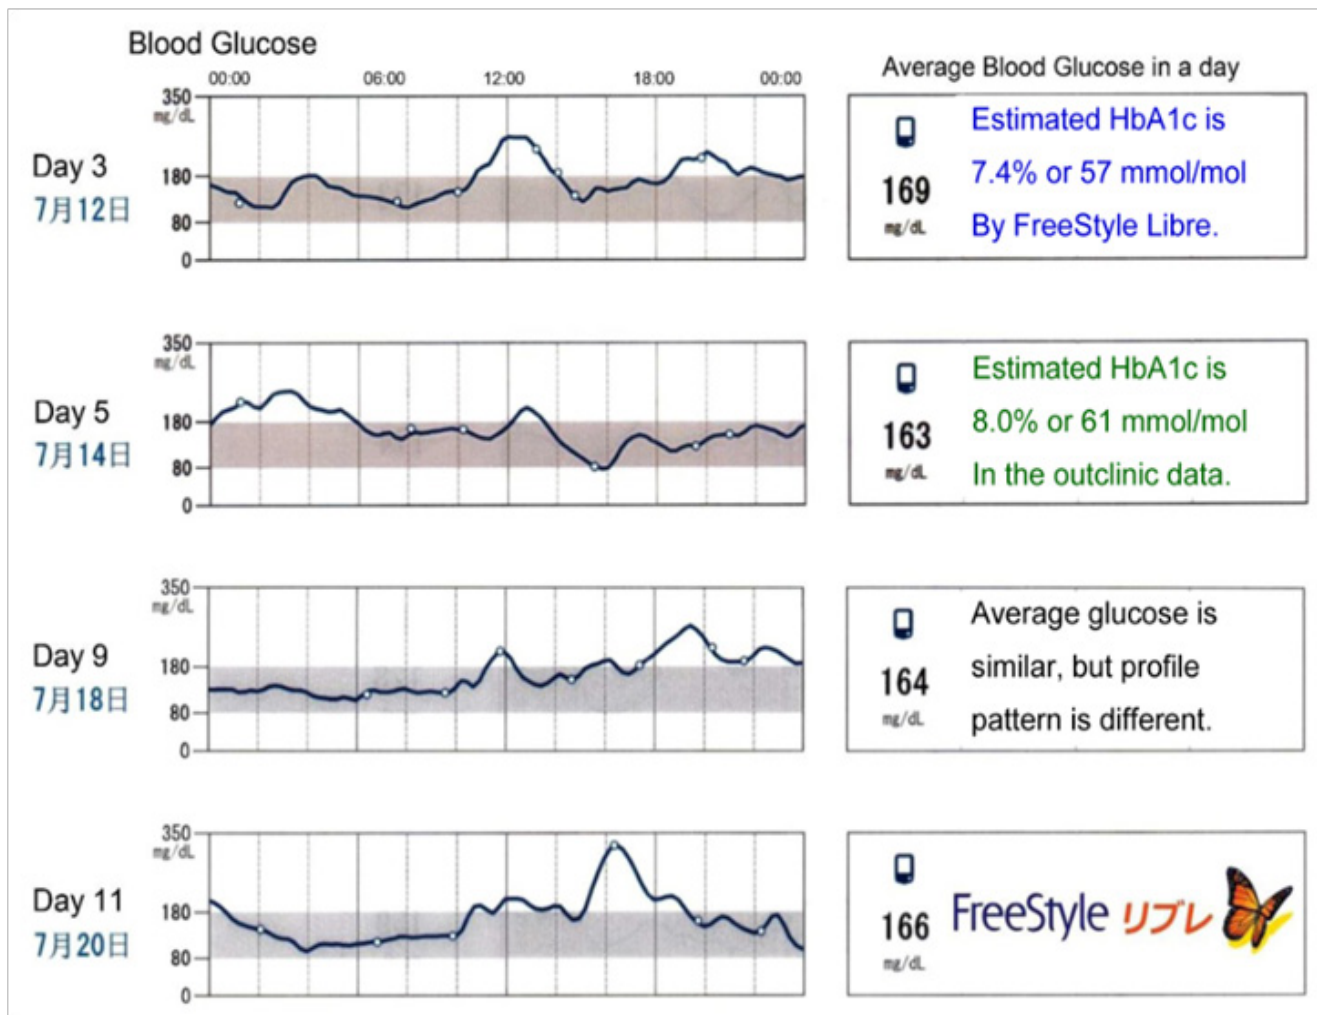 Blood Glucose
00:00 06:00 12:00 18:00 00:00
Average Blood Glucose in a day
350
mg/dL
180
80
0
Day 3
7月12日
169
mg/dL
Estimated HbA1c is
7.4% or 57 mmol/mol
By FreeStyle Libre.
350
mg/dL
180
80
0
Day 5
7月14日
163
mg/dL
Estimated HbA1c is
8.0% or 61 mmol/mol
In the outclinic data.
350
mg/dL
180
80
0
Day 9
7月18日
164
mg/dL
Average glucose is
similar, but profile
pattern is different.
350
mg/dL
180
80
0
Day 11
7月20日
166
mg/dL
FreeStyle リブレ